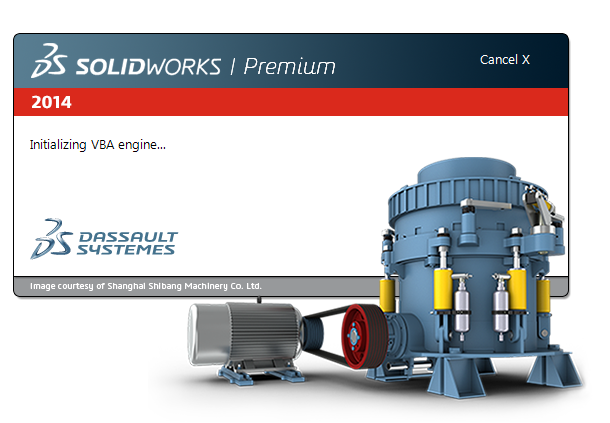 SOLIDWORKS | Premium
Cancel X
2014
Initializing VBA engine...
DASSAULT
SYSTEMES
Image courtesy of Shanghai Shibang Machinery Co. Ltd.